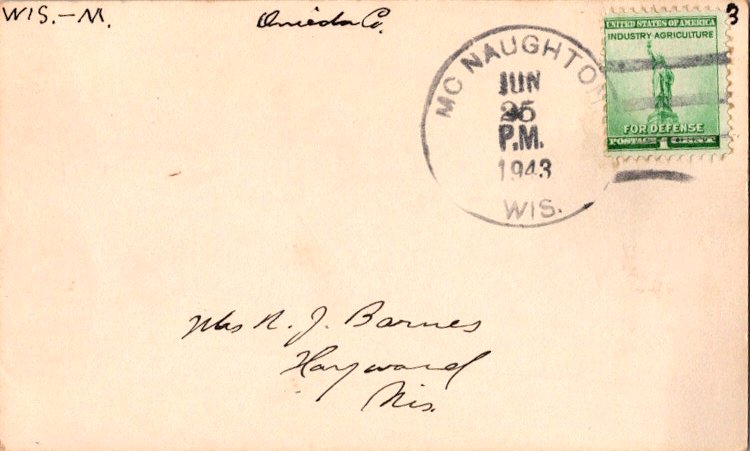 WIS.-M.
Oneida Co.
3
UNITED STATES OF AMERICA
INDUSTRY·AGRICULTURE
FOR DEFENSE
POSTAGE 1 CENT
MC NAUGHTON
JUN
25
P.M.
1943
WIS.
Mrs R. J. Barnes
Hayward
Wis.